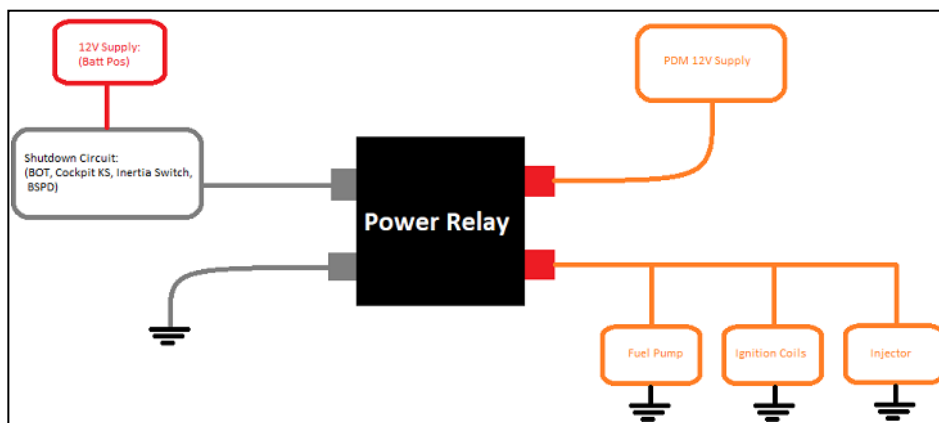 12V Supply:
(Batt Pos)
PDM 12V Supply
Shutdown Circuit:
(BOT, Cockpit KS, Inertia Switch,
BSPD)
Power Relay
Fuel Pump
Ignition Coils
Injector